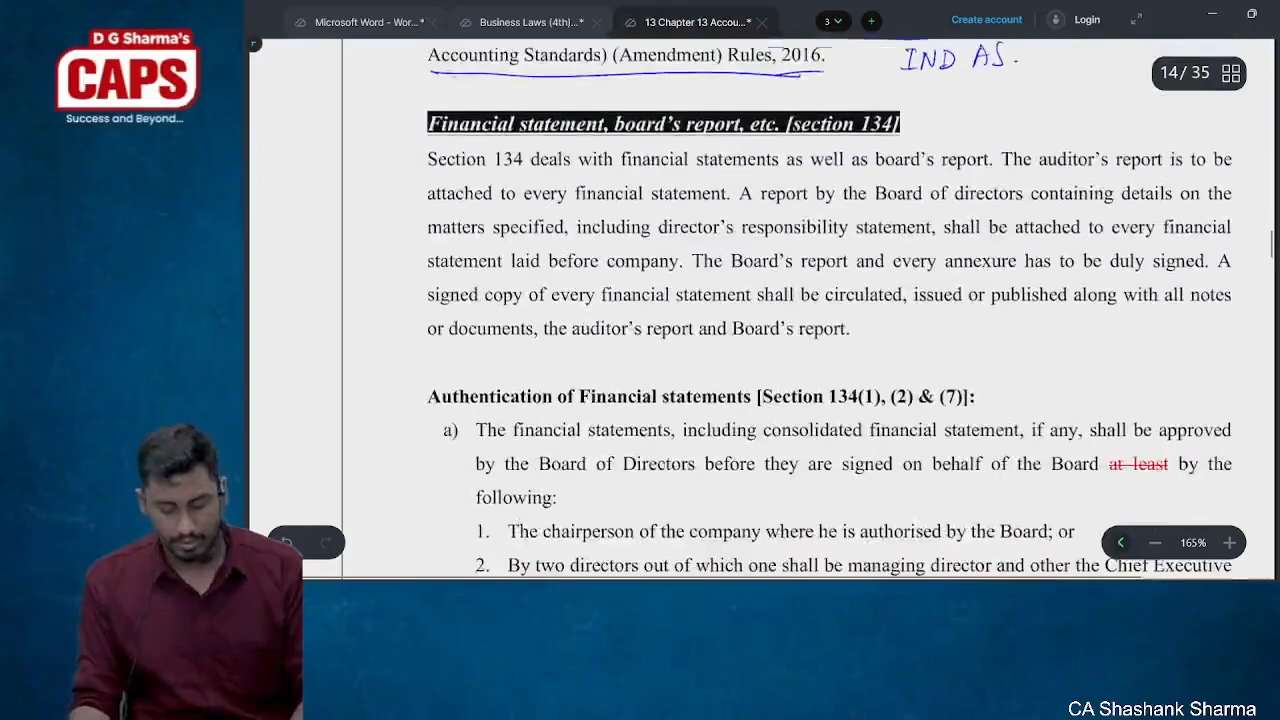 D G Sharma's
CAPS
Success and Beyond...
Microsoft Word - Wor...*
Business Laws (4th)...*
13 Chapter 13 Accou...*
3
Create account
Login
14 / 35
Accounting Standards) (Amendment) Rules, 2016.
IND AS.
Financial statement, board's report, etc. [section 134]
Section 134 deals with financial statements as well as board's report. The auditor's report is to be
attached to every financial statement. A report by the Board of directors containing details on the
matters specified, including director's responsibility statement, shall be attached to every financial
statement laid before company. The Board's report and every annexure has to be duly signed. A
signed copy of every financial statement shall be circulated, issued or published along with all notes
or documents, the auditor's report and Board's report.
Authentication of Financial statements [Section 134(1), (2) & (7)]:
a) The financial statements, including consolidated financial statement, if any, shall be approved
by the Board of Directors before they are signed on behalf of the Board at least by the
following:
1. The chairperson of the company where he is authorised by the Board; or
2. By two directors out of which one shall be managing director and other the Chief Executive
165%
CA Shashank Sharma